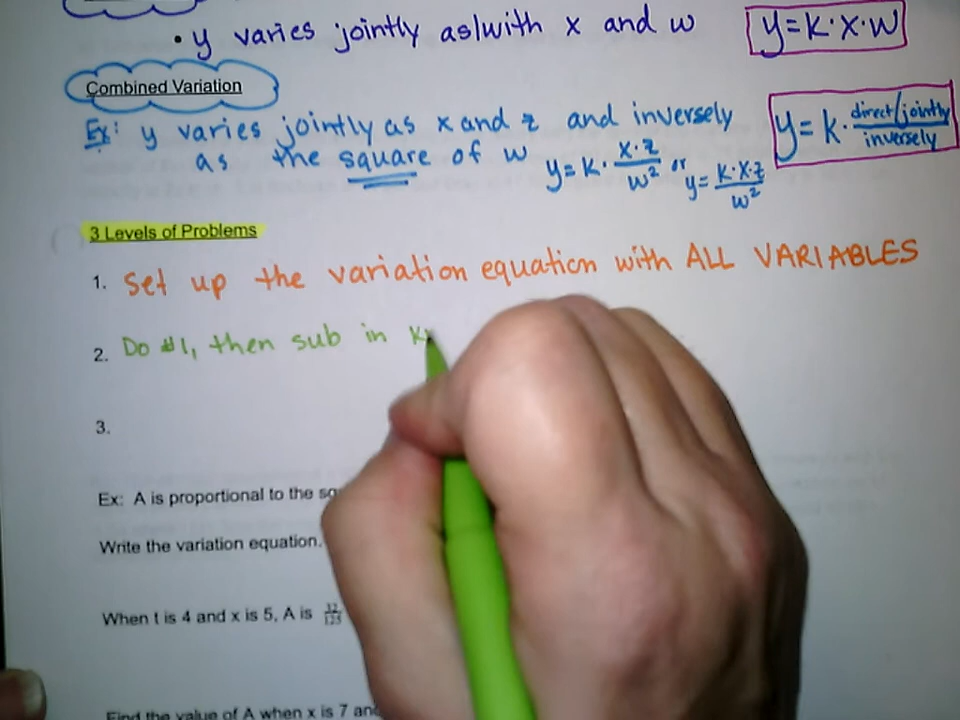 • y varies jointly as/with x and w y=k·x·w
Combined Variation
Ex: y varies jointly as x and z and inversely
as the square of w y=k·x·z/w² or y=k·x·z/w²
y=k·direct/jointly/inversely
3 Levels of Problems
1. Set up the variation equation with ALL VARIABLES
2. Do #1, then sub in
3.
Ex: A is proportional to the
Write the variation equation.
When t is 4 and x is 5, A is 12/125
Find the value of A when x is 7